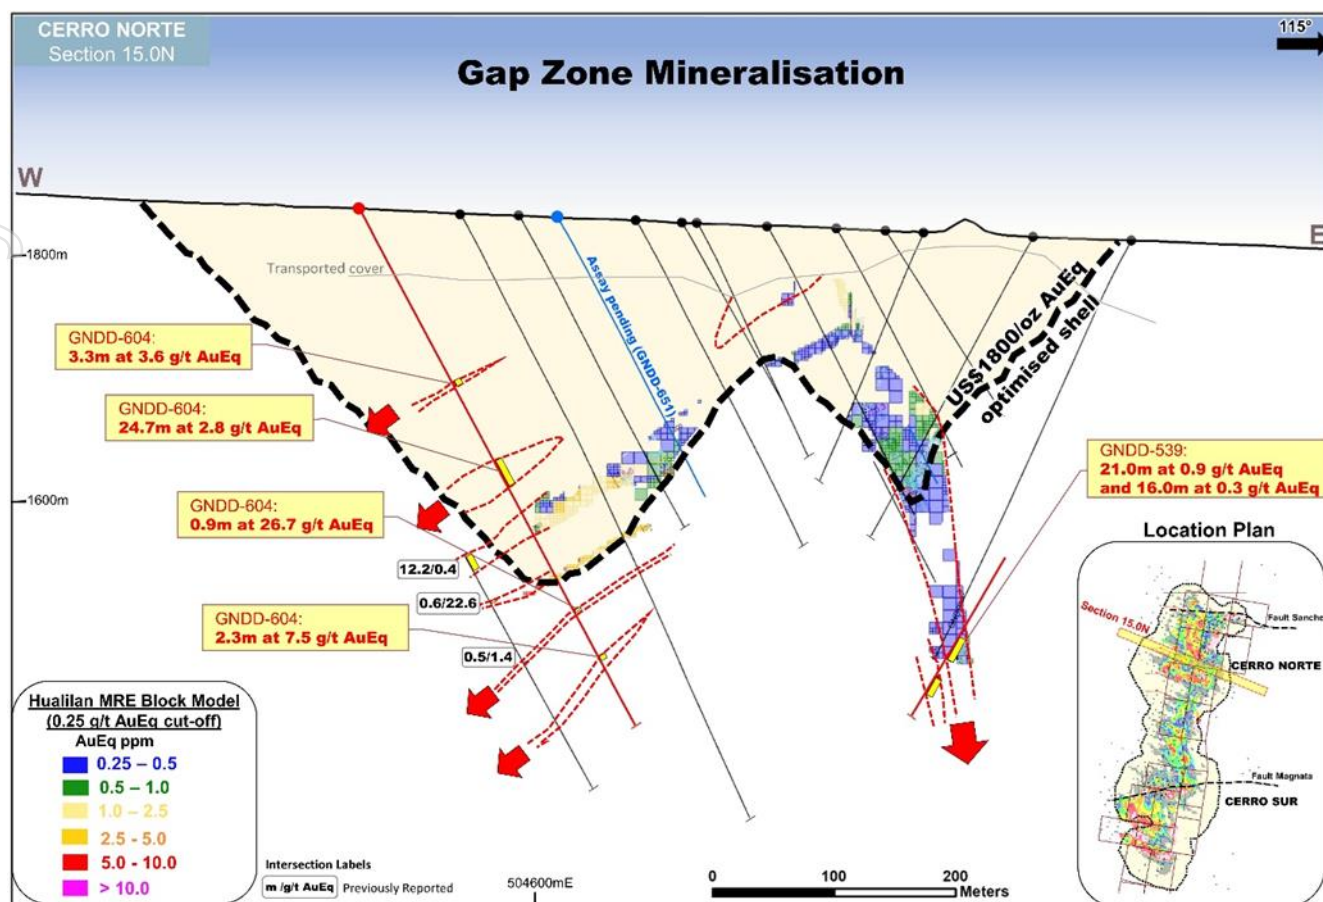 CERRO NORTE
Section 15.0N
115°
Gap Zone Mineralisation
W
E
1800m
Transported cover
Assay pending (GNDD-651)
US$1800/oz AuEq
optimised shell
GNDD-604:
3.3m at 3.6 g/t AuEq
GNDD-604:
24.7m at 2.8 g/t AuEq
GNDD-539:
21.0m at 0.9 g/t AuEq
and 16.0m at 0.3 g/t AuEq
1600m
GNDD-604:
0.9m at 26.7 g/t AuEq
12.2/0.4
0.6/22.6
GNDD-604:
2.3m at 7.5 g/t AuEq
0.5/1.4
Location Plan
Section 15.0N
Fault Sanche
CERRO NORTE
Fault Magnata
CERRO SUR
Hualilan MRE Block Model
(0.25 g/t AuEq cut-off)
AuEq ppm
0.25 – 0.5
0.5 – 1.0
1.0 – 2.5
2.5 - 5.0
5.0 - 10.0
> 10.0
Intersection Labels
m /g/t AuEq Previously Reported
504600mE
0 100 200
Meters